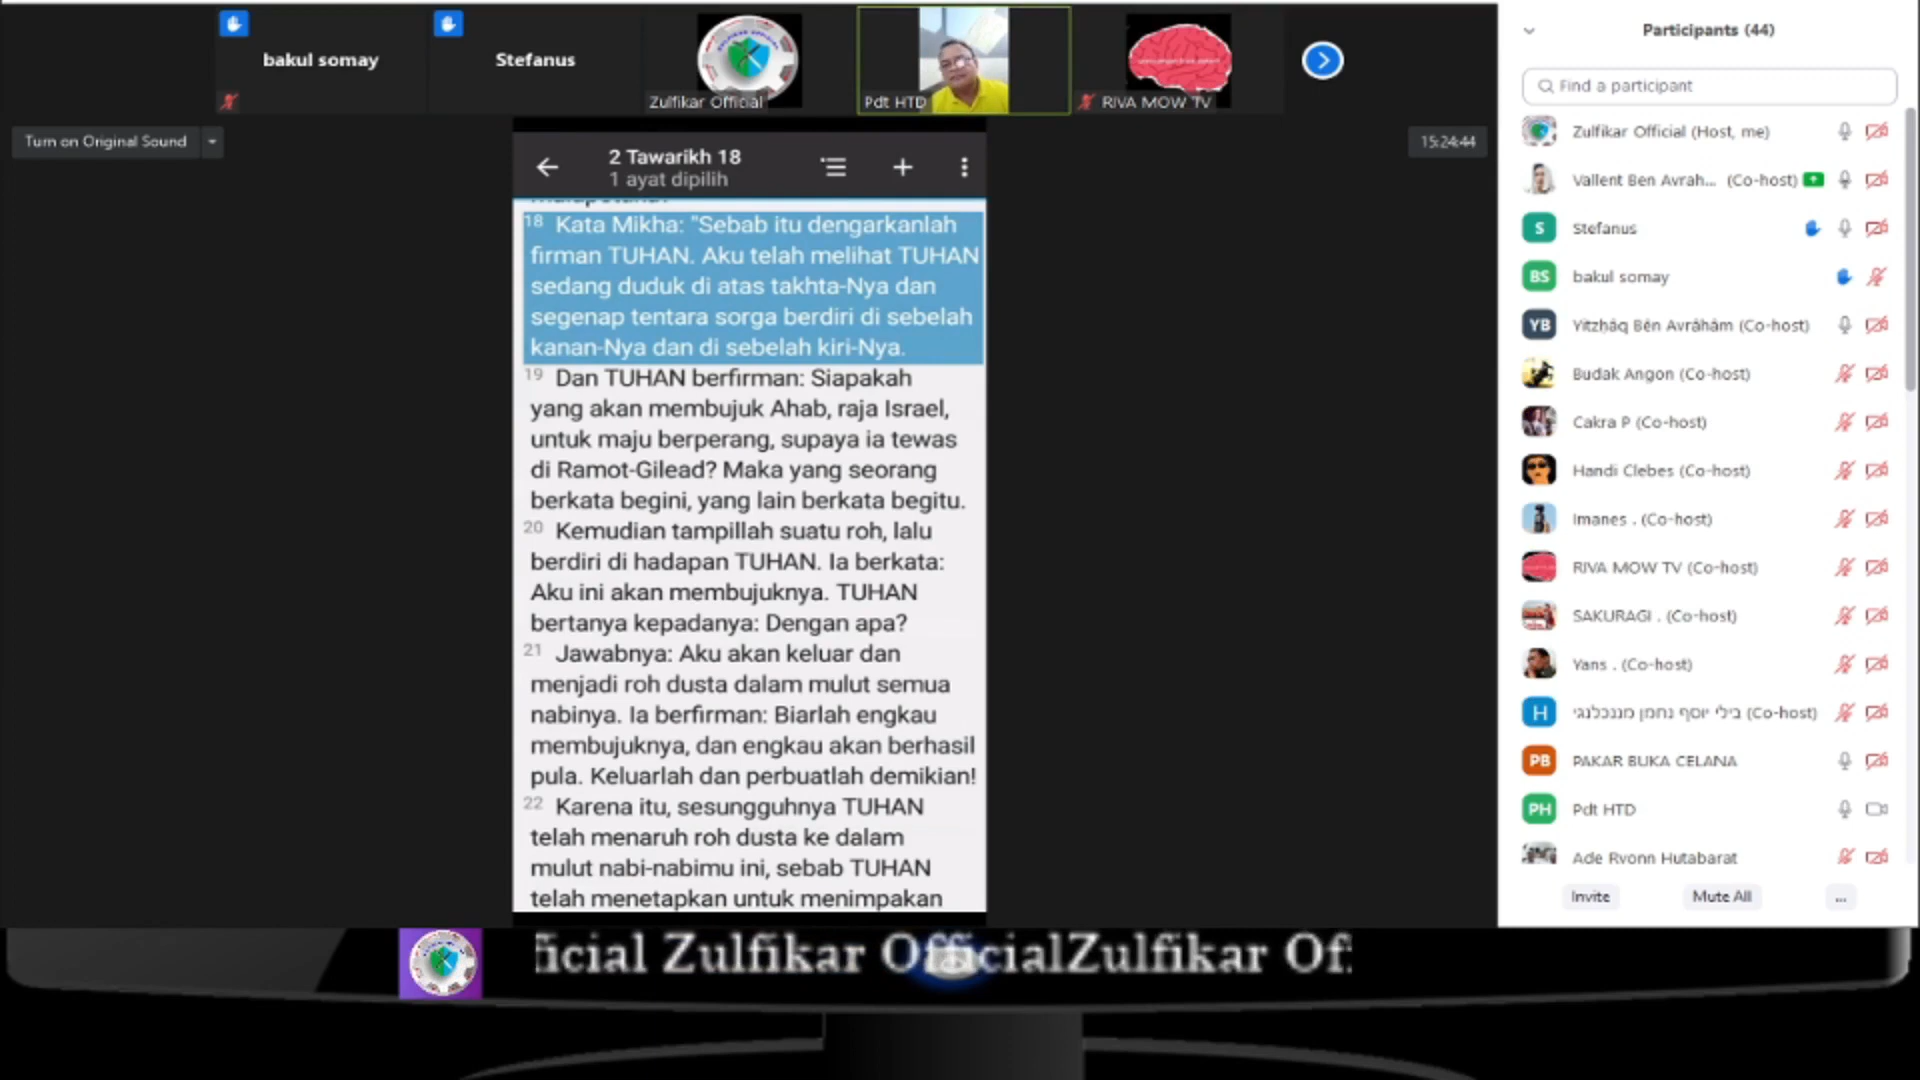 bakul somay
Stefanus
Zulfikar Official
Pdt HTD
RIVA MOW TV
Turn on Original Sound
15:24:44
2 Tawarikh 18
1 ayat dipilih
18 Kata Mikha: "Sebab itu dengarkanlah
firman TUHAN. Aku telah melihat TUHAN
sedang duduk di atas takhta-Nya dan
segenap tentara sorga berdiri di sebelah
kanan-Nya dan di sebelah kiri-Nya.
19 Dan TUHAN berfirman: Siapakah
yang akan membujuk Ahab, raja Israel,
untuk maju berperang, supaya ia tewas
di Ramot-Gilead? Maka yang seorang
berkata begini, yang lain berkata begitu.
20 Kemudian tampillah suatu roh, lalu
berdiri di hadapan TUHAN. Ia berkata:
Aku ini akan membujuknya. TUHAN
bertanya kepadanya: Dengan apa?
21 Jawabnya: Aku akan keluar dan
menjadi roh dusta dalam mulut semua
nabinya. Ia berfirman: Biarlah engkau
membujuknya, dan engkau akan berhasil
pula. Keluarlah dan perbuatlah demikian!
22 Karena itu, sesungguhnya TUHAN
telah menaruh roh dusta ke dalam
mulut nabi-nabimu ini, sebab TUHAN
telah menetapkan untuk menimpakan
Participants (44)
Find a participant
Zulfikar Official (Host, me)
Vallent Ben Avrah... (Co-host)
S Stefanus
BS bakul somay
YB Yitzhâq Bên Avrâhâm (Co-host)
Budak Angon (Co-host)
Cakra P (Co-host)
Handi Clebes (Co-host)
Imanes . (Co-host)
RIVA MOW TV (Co-host)
SAKURAGI . (Co-host)
Yans . (Co-host)
H בילי יוסף נחמן מננכלנגי (Co-host)
PB PAKAR BUKA CELANA
PH Pdt HTD
Ade Rvonn Hutabarat
Invite Mute All ...
ficial Zulfikar OfficialZulfikar Of